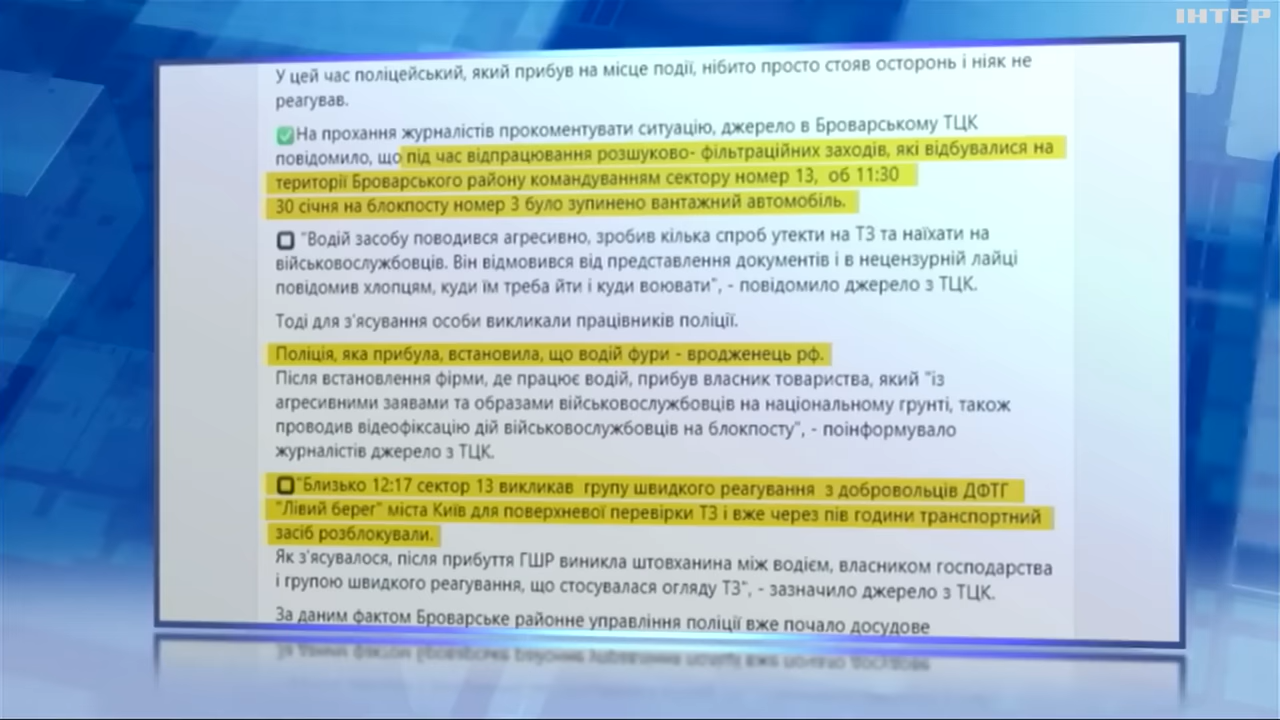 ІНТЕР
У цей час поліцейський, який прибув на місце події, нібито просто стояв осторонь і ніяк не
реагував.
✅На прохання журналістів прокоментувати ситуацію, джерело в Броварському ТЦК
повідомило, що під час відпрацювання розшуково- фільтраційних заходів, які відбувалися на
території Броварського району командуванням сектору номер 13, об 11:30
30 січня на блокпосту номер 3 було зупинено вантажний автомобіль.
"Водій засобу поводився агресивно, зробив кілька спроб утекти на ТЗ та наїхати на
військовослужбовців. Він відмовився від представлення документів і в нецензурній лайці
повідомив хлопцям, куди їм треба йти і куди воювати", - повідомило джерело з ТЦК.
Тоді для з'ясування особи викликали працівників поліції.
Поліція, яка прибула, встановила, що водій фури - вродженець рф.
Після встановлення фірми, де працює водій, прибув власник товариства, який "із
агресивними заявами та образами військовослужбовців на національному грунті, також
проводив відеофіксацію дій військовослужбовців на блокпосту", - поінформувало
журналістів джерело з ТЦК.
"Близько 12:17 сектор 13 викликав групу швидкого реагування з добровольців ДФТГ
"Лівий берег" міста Київ для поверхневої перевірки ТЗ і вже через пів години транспортний
засіб розблокували.
Як з'ясувалося, після прибуття ГШР виникла штовханина між водієм, власником господарства
і групою швидкого реагування, що стосувалася огляду ТЗ", - зазначило джерело з ТЦК.
За даним фактом Броварське районне управління поліції вже почало досудове